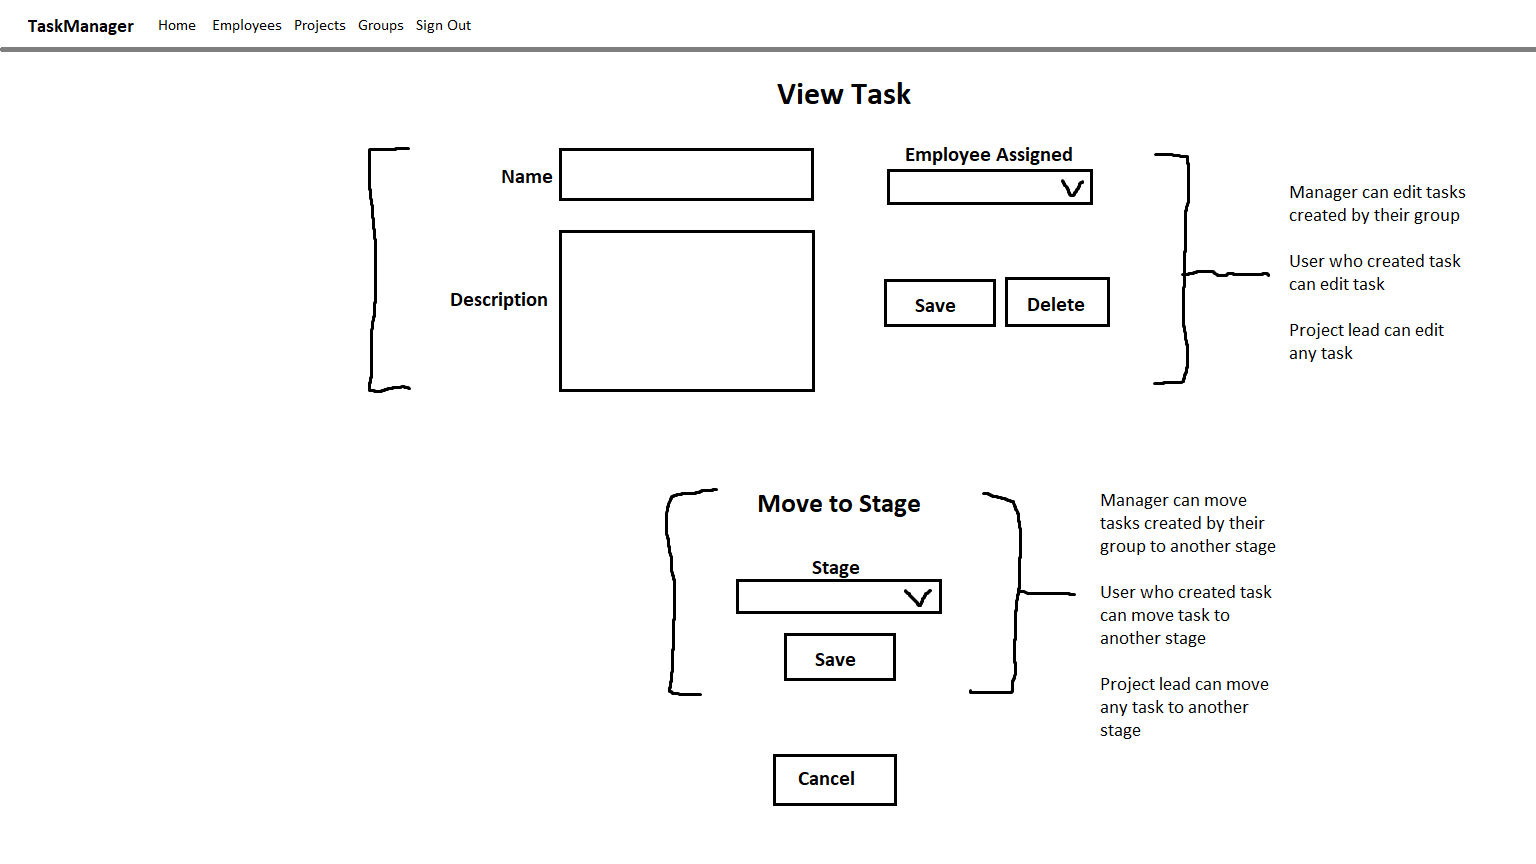 TaskManager Home Employees Projects Groups Sign Out
View Task
Name
Employee Assigned
Description
Save
Delete
Manager can edit tasks
created by their group
User who created task
can edit task
Project lead can edit
any task
Move to Stage
Stage
Save
Manager can move
tasks created by their
group to another stage
User who created task
can move task to
another stage
Project lead can move
any task to another
stage
Cancel